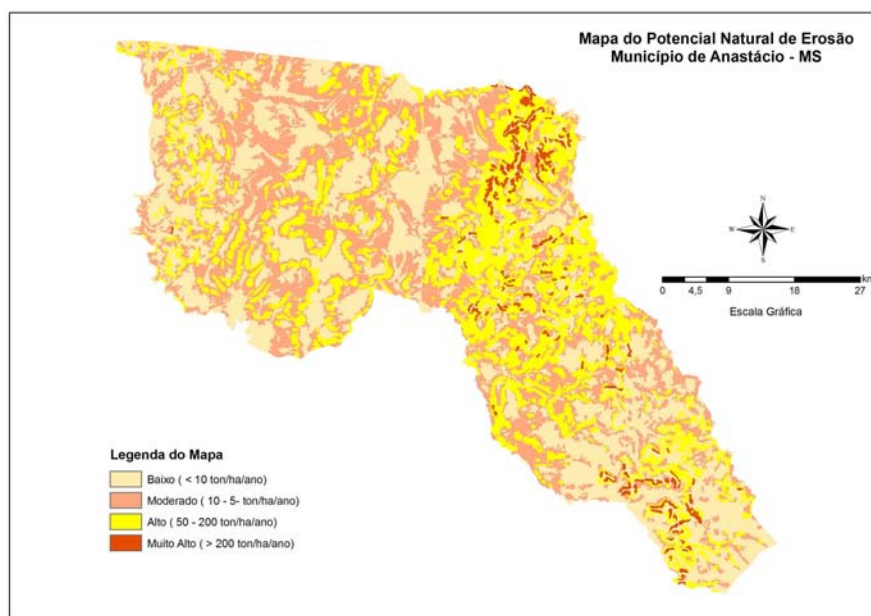 Mapa do Potencial Natural de Erosão
Município de Anastácio - MS
N
W
E
S
km
0
4,5
9
18
27
Escala Gráfica
Legenda do Mapa
Baixo ( < 10 ton/ha/ano)
Moderado ( 10 - 5- ton/ha/ano)
Alto ( 50 - 200 ton/ha/ano)
Muito Alto ( > 200 ton/ha/ano)